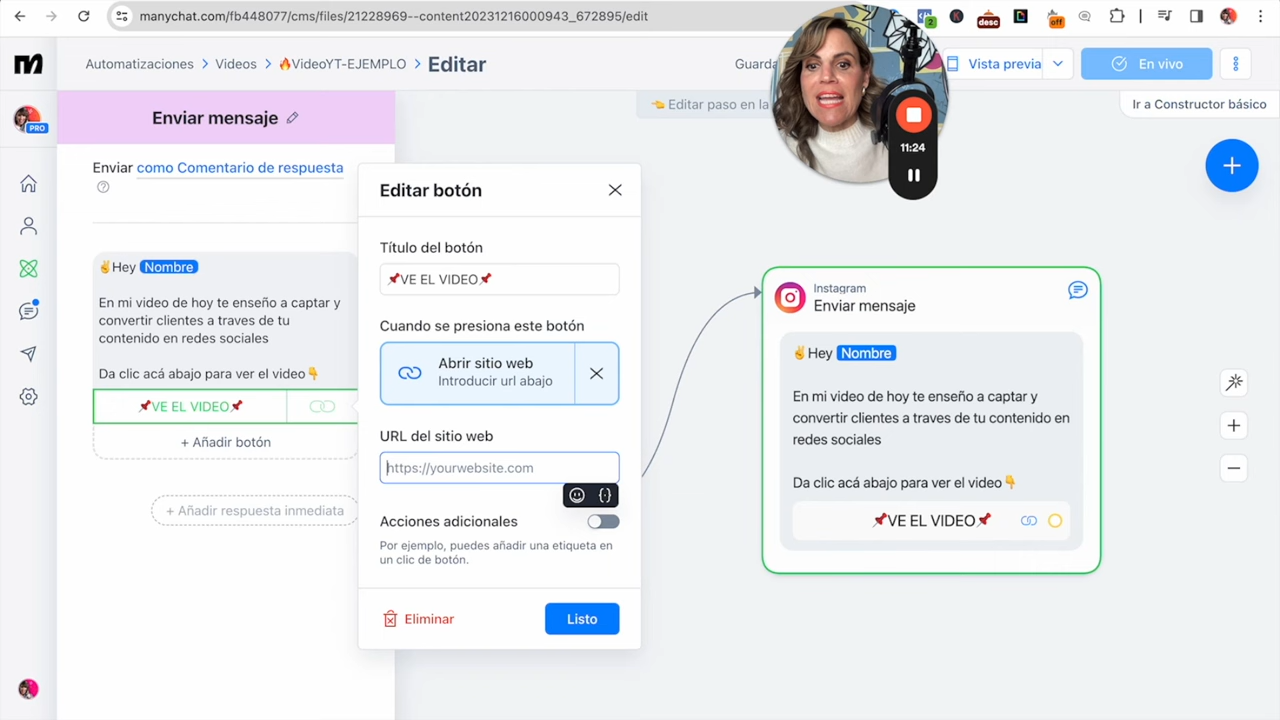 manychat.com/fb448077/cms/files/21228969--content20231216000943_672895/edit
2
desc
off
Automatizaciones > Videos > 🔥VideoYT-EJEMPLO > Editar
Guarda
Vista previa
En vivo
PRO
Enviar mensaje
👈 Editar paso en la
11:24
Ir a Constructor básico
Enviar como Comentario de respuesta
✌️Hey Nombre
En mi video de hoy te enseño a captar y
convertir clientes a traves de tu
contenido en redes sociales
Da clic acá abajo para ver el video👇
📌VE EL VIDEO📌
+ Añadir botón
+ Añadir respuesta inmediata
Editar botón
Título del botón
📌VE EL VIDEO📌
Cuando se presiona este botón
Abrir sitio web
Introducir url abajo
URL del sitio web
https://yourwebsite.com
Acciones adicionales
Por ejemplo, puedes añadir una etiqueta en
un clic de botón.
Eliminar
Listo
Instagram
Enviar mensaje
✌️Hey Nombre
En mi video de hoy te enseño a captar y
convertir clientes a traves de tu contenido en
redes sociales
Da clic acá abajo para ver el video👇
📌VE EL VIDEO📌